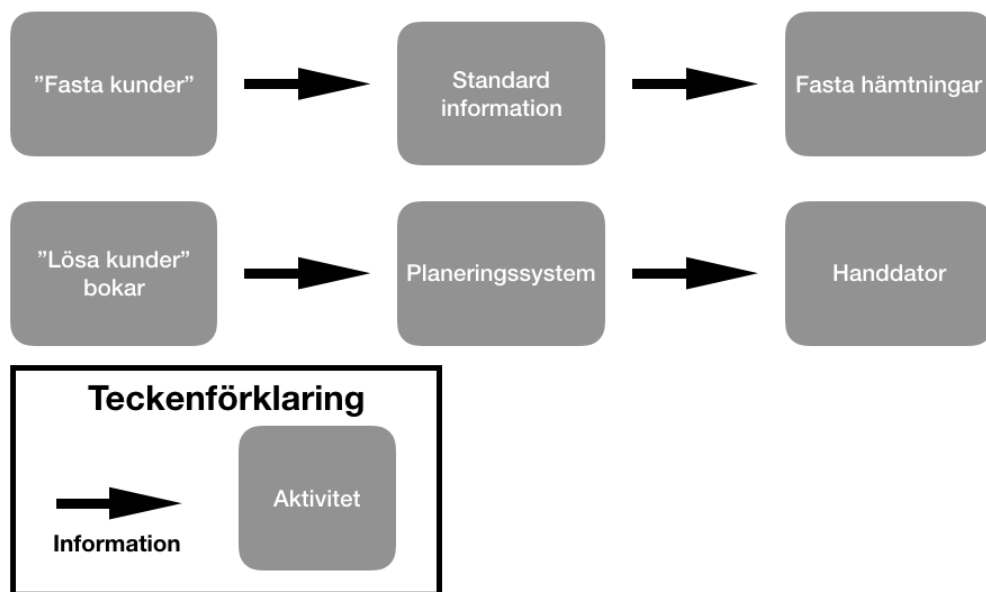 ”Fasta kunder”
Standard
information
Fasta hämtningar
”Lösa kunder”
bokar
Planeringssystem
Handdator
Teckenförklaring
Aktivitet
Information